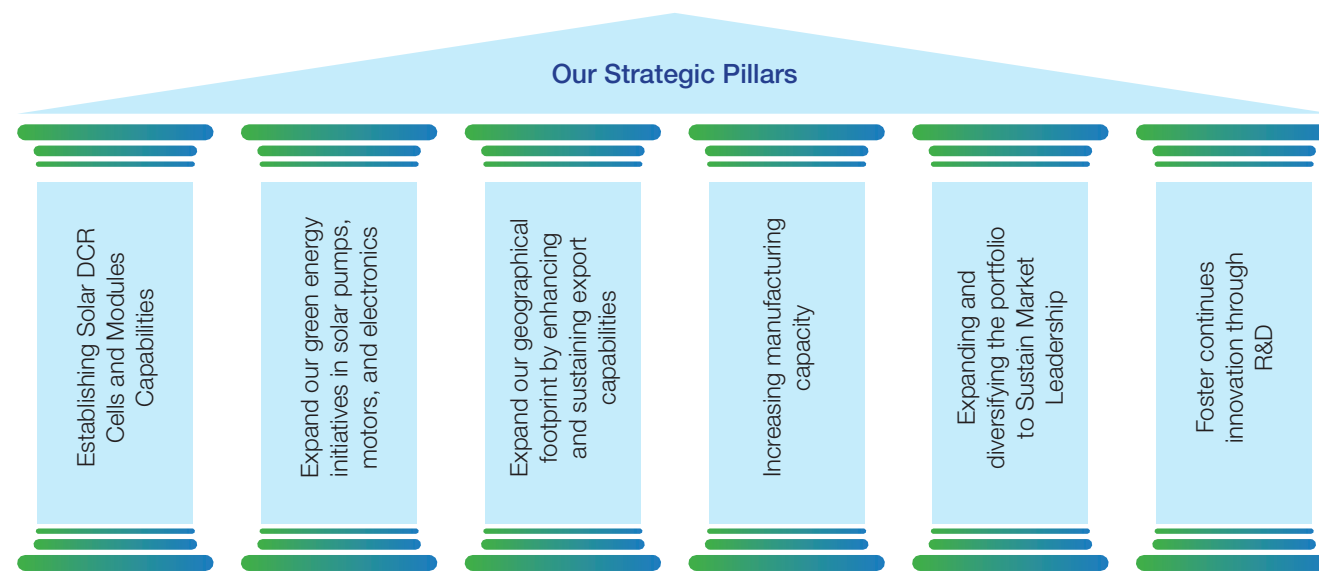 Our Strategic Pillars
Establishing Solar DCR
Cells and Modules
Capabilities
Expand our green energy
initiatives in solar pumps,
motors, and electronics
Expand our geographical
footprint by enhancing
and sustaining export
capabilities
Increasing manufacturing
capacity
Expanding and
diversifying the portfolio
to Sustain Market
Leadership
Foster continues
innovation through
R&D